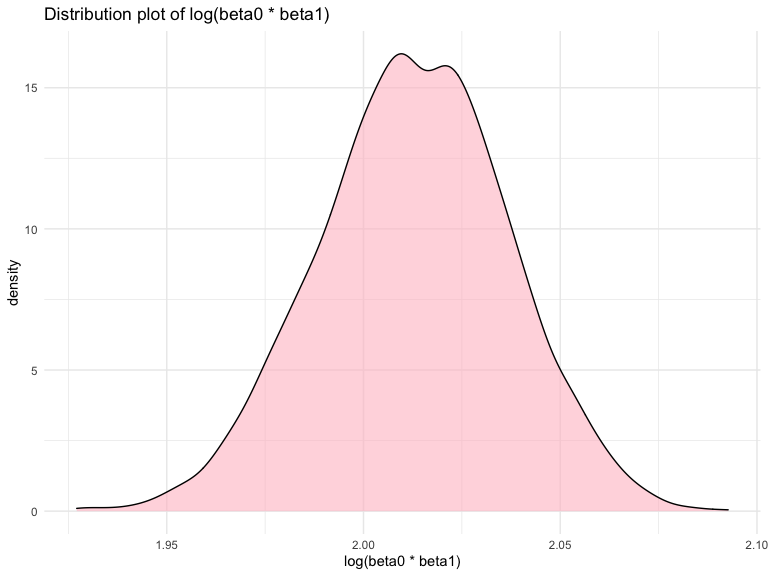 Distribution plot of log(beta0 * beta1)
15
10
5
0
density
1.95
2.00
2.05
2.10
log(beta0 * beta1)